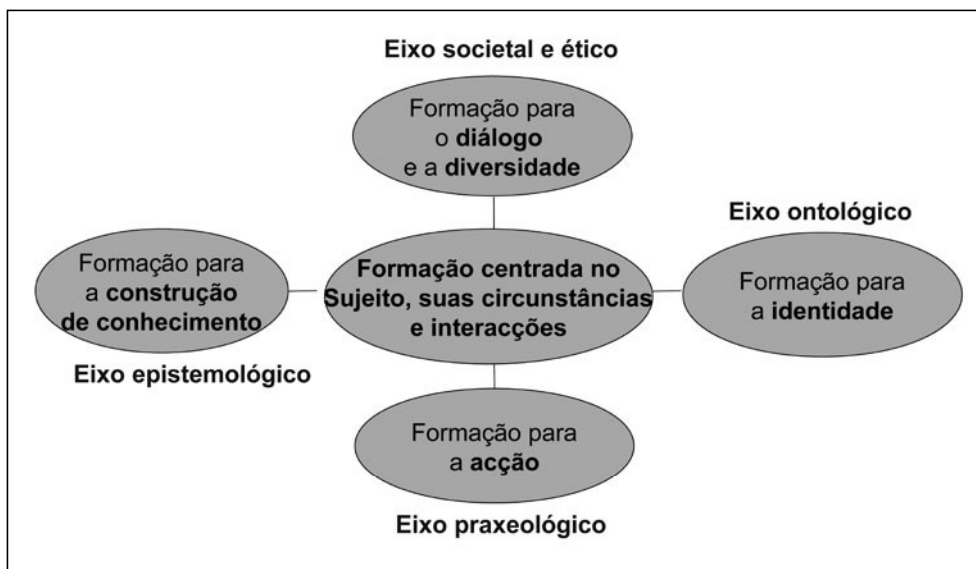 Eixo societal e ético
Formação para
o diálogo
e a diversidade
Eixo ontológico
Formação para
a construção
de conhecimento
Eixo epistemológico
Formação centrada no
Sujeito, suas circunstâncias
e interacções
Formação para
a identidade
Formação para
a acção
Eixo praxeológico